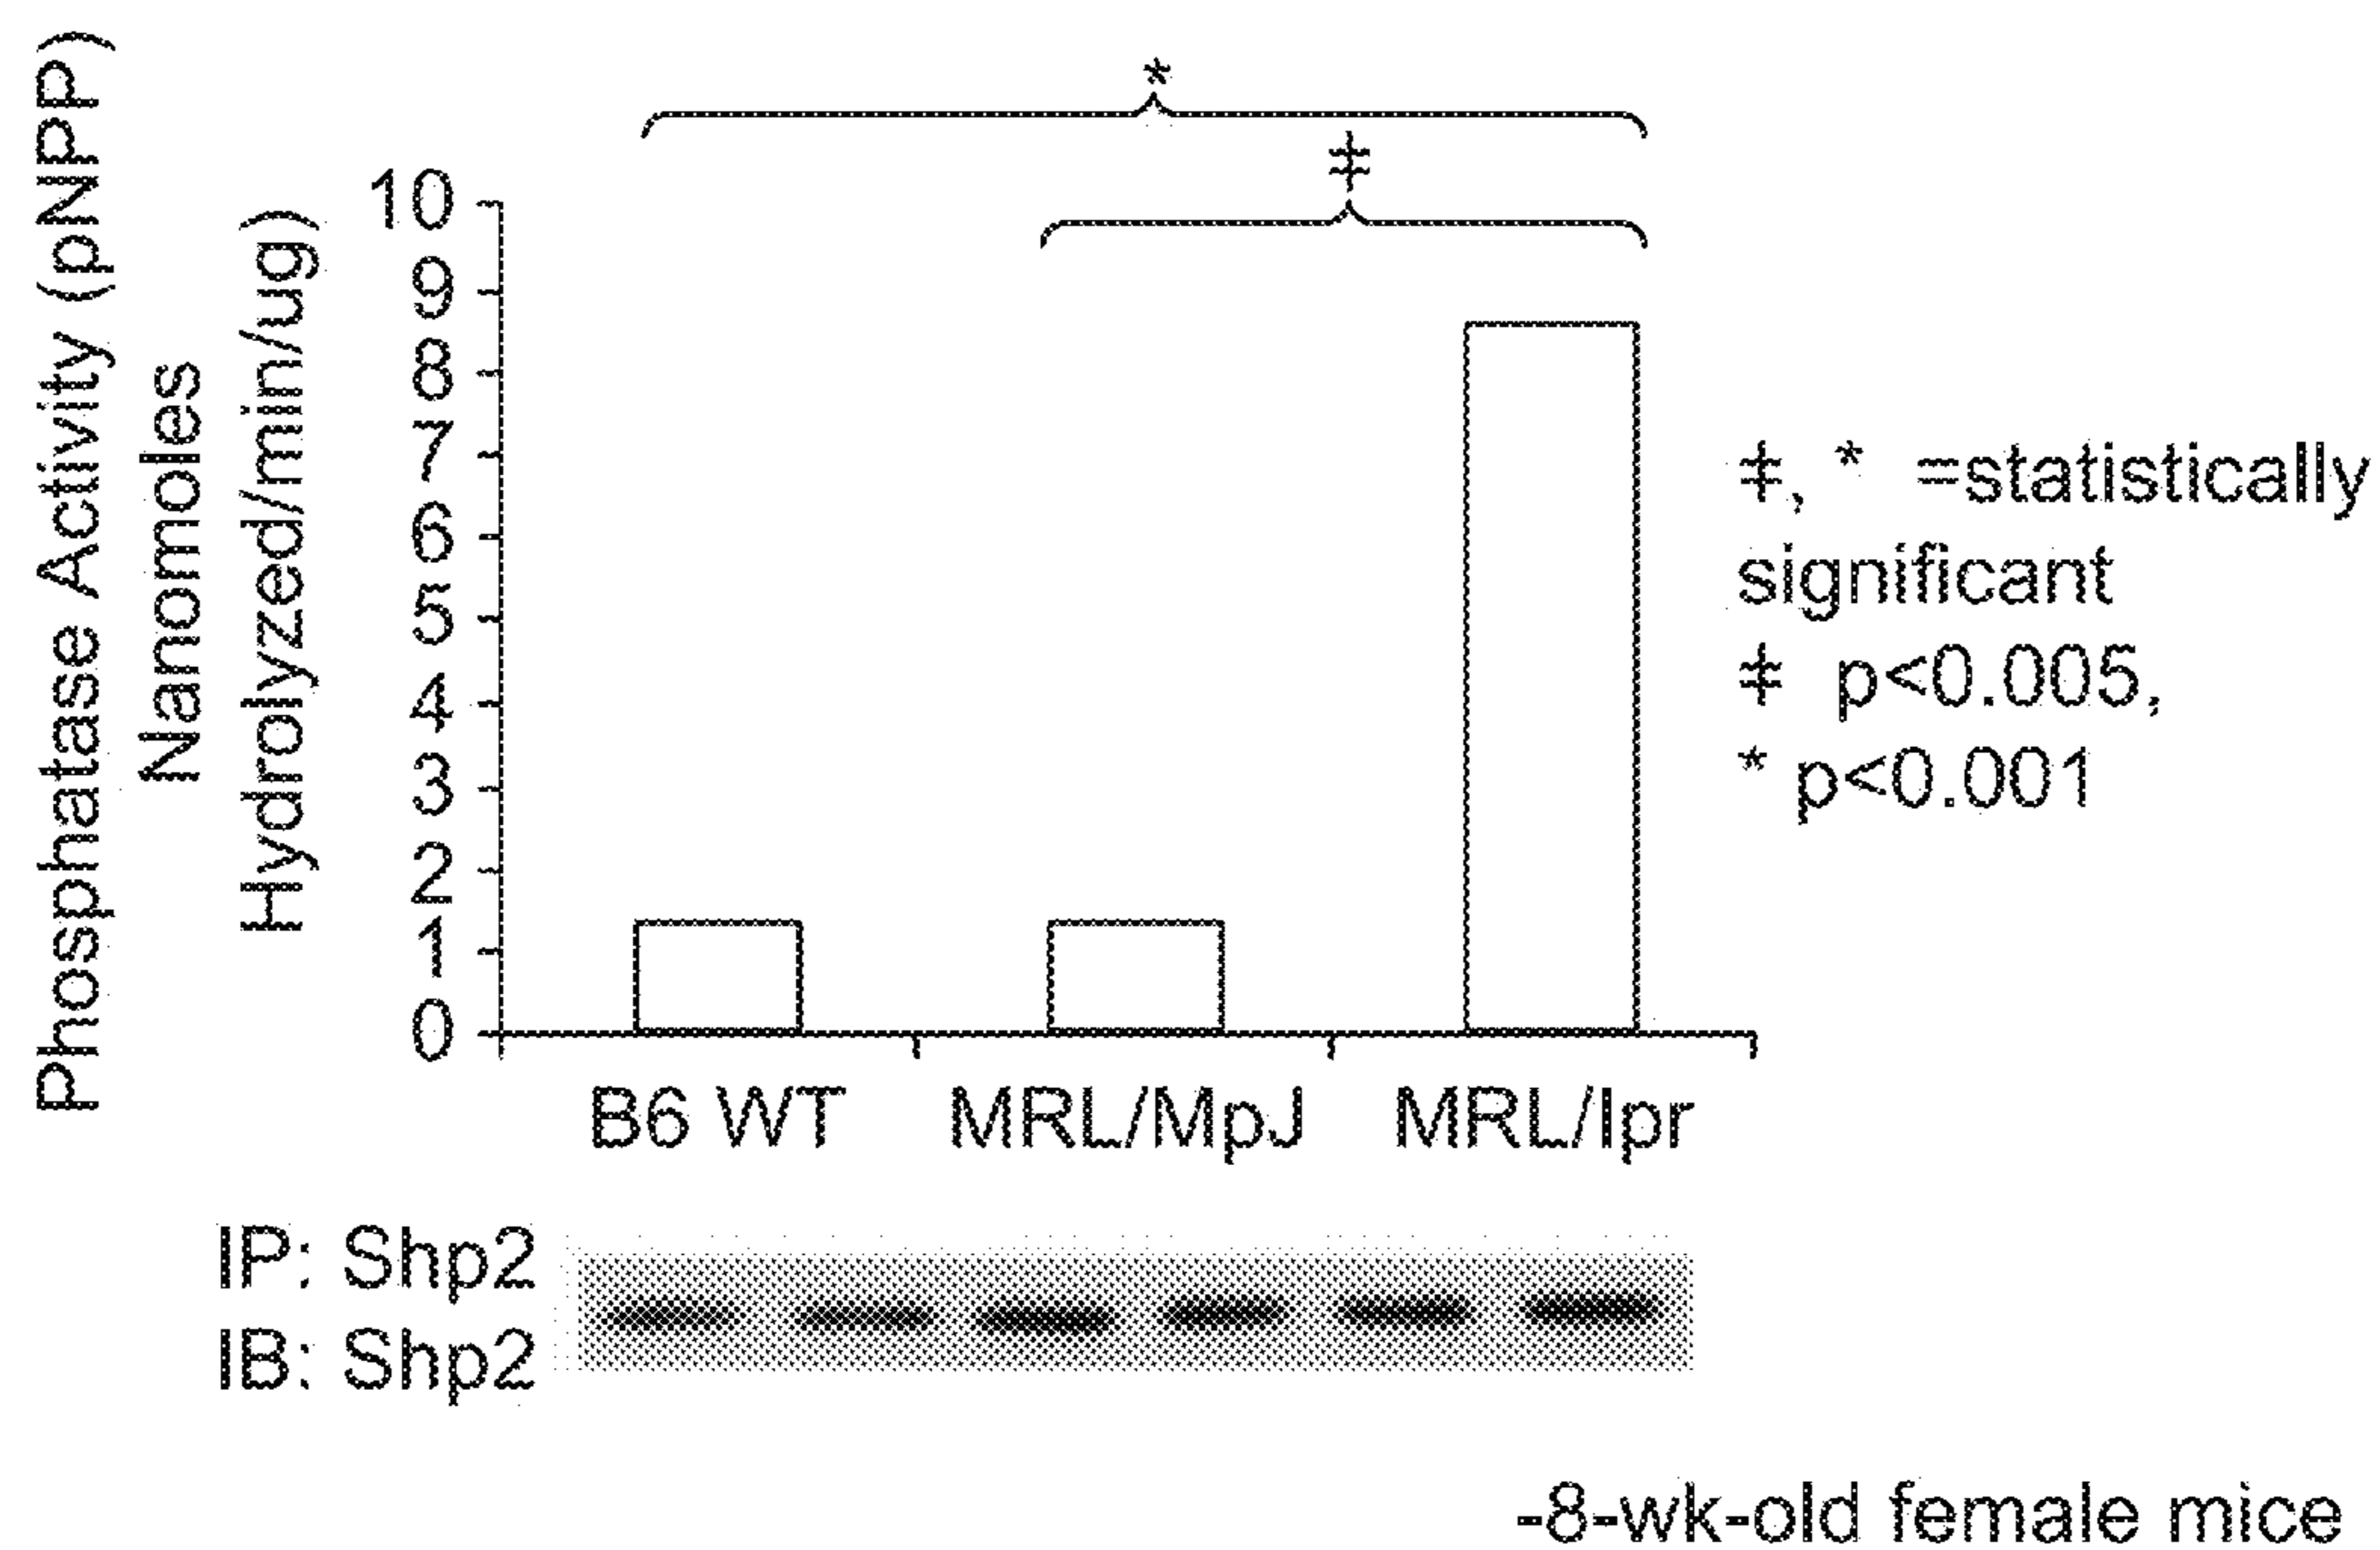 Phosphatase Activity (pNPP)
Nanomoles
Hydrolyzed/min/ug)
*
ǂ
10
9
8
7
6
5
4
3
2
1
0
B6 WT MRL/MpJ MRL/lpr
ǂ, * =statistically
significant
ǂ p<0.005,
* p<0.001
IP: Shp2
IB: Shp2
-8-wk-old female mice